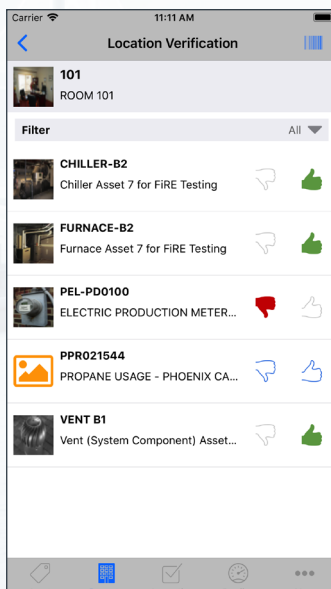 Carrier 11:11 AM
Location Verification
101
ROOM 101
Filter All
CHILLER-B2
Chiller Asset 7 for FiRE Testing
FURNACE-B2
Furnace Asset 7 for FiRE Testing
PEL-PD0100
ELECTRIC PRODUCTION METER...
PPR021544
PROPANE USAGE - PHOENIX CA...
VENT B1
Vent (System Component) Asset...